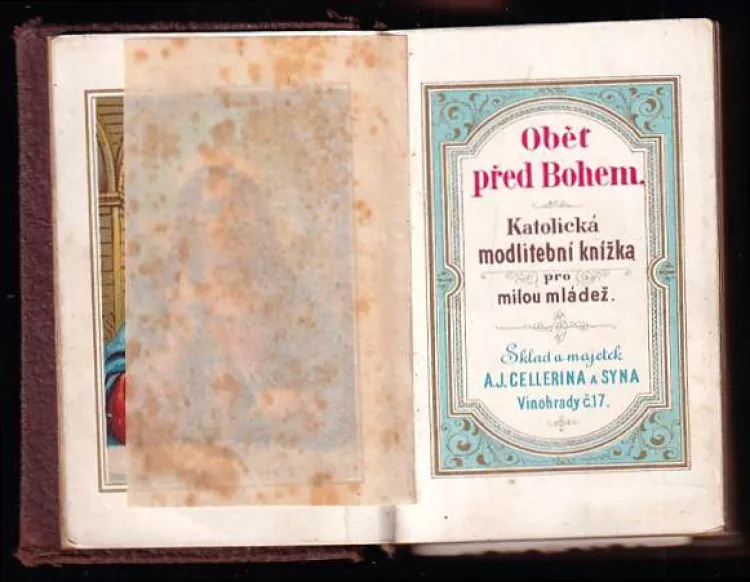 Obět
před Bohem.
Katolická
modlitební knížka
pro
milou mládež.
Sklad a majetek
A.J. CELLERINA A SYNA
Vinohrady č.17.